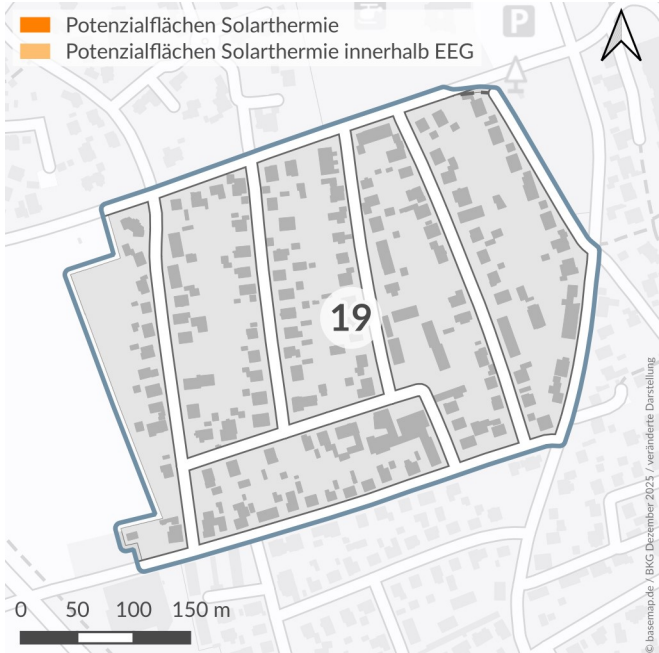 Potenzialflächen Solarthermie
Potenzialflächen Solarthermie innerhalb EEG
P
19
0 50 100 150 m
© basemap.de / BKG Dezember 2025 / veränderte Darstellung